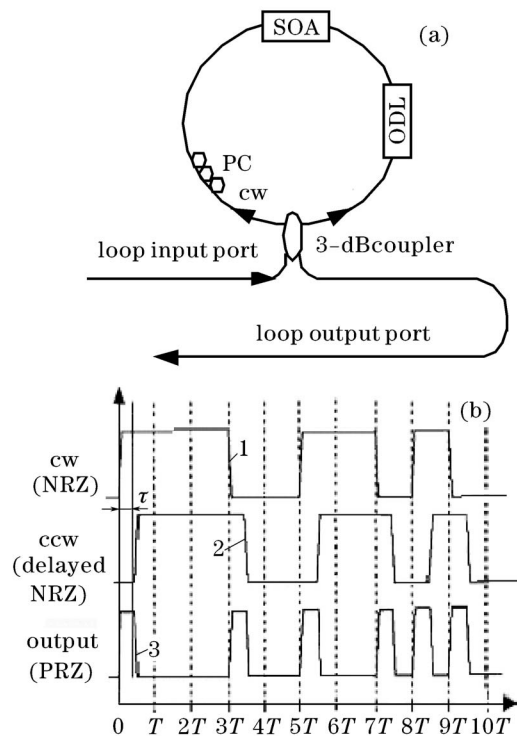 SOA
(a)
ODL
PC
cw
3-dBcoupler
loop input port
loop output port
(b)
cw
(NRZ)
1
τ
ccw
(delayed
NRZ)
2
output
(PRZ)
3
0 T 2T 3T 4T 5T 6T 7T 8T 9T 10T